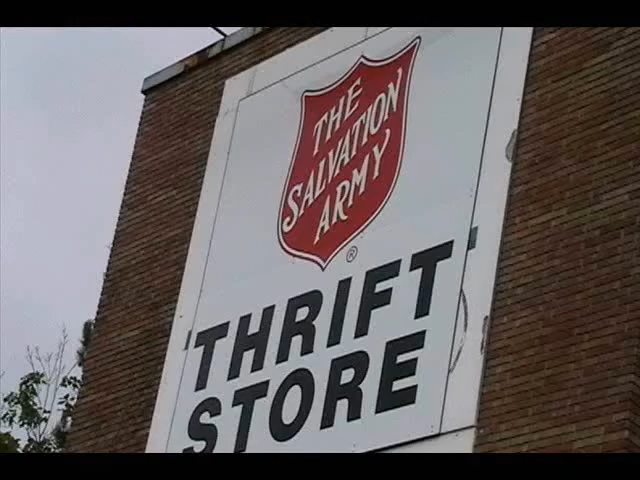 THE
SALVATION
ARMY
®
THRIFT
STORE